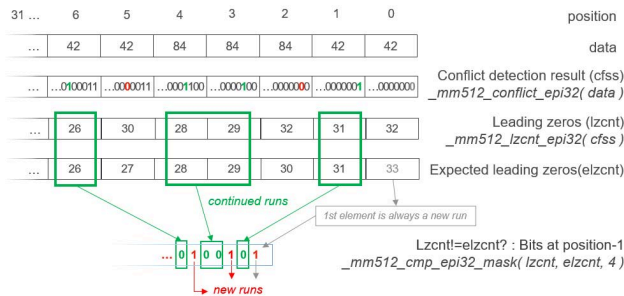 31 ... 6 5 4 3 2 1 0 position
... 42 42 84 84 84 42 42 data
Conflict detection result (cfss)
... ...0100011 ...0000011 ...0001100 ...0000100 ...0000000 ...0000001 ...0000000 _mm512_conflict_epi32( data )
Leading zeros (lzcnt)
... 26 30 28 29 32 31 32 _mm512_lzcnt_epi32( cfss )
... 26 27 28 29 30 31 33 Expected leading zeros(elzcnt)
continued runs
1st element is always a new run
Lzcnt!=elzcnt? : Bits at position-1
... 0 1 0 0 1 0 1 _mm512_cmp_epi32_mask( lzcnt, elzcnt, 4 )
new runs